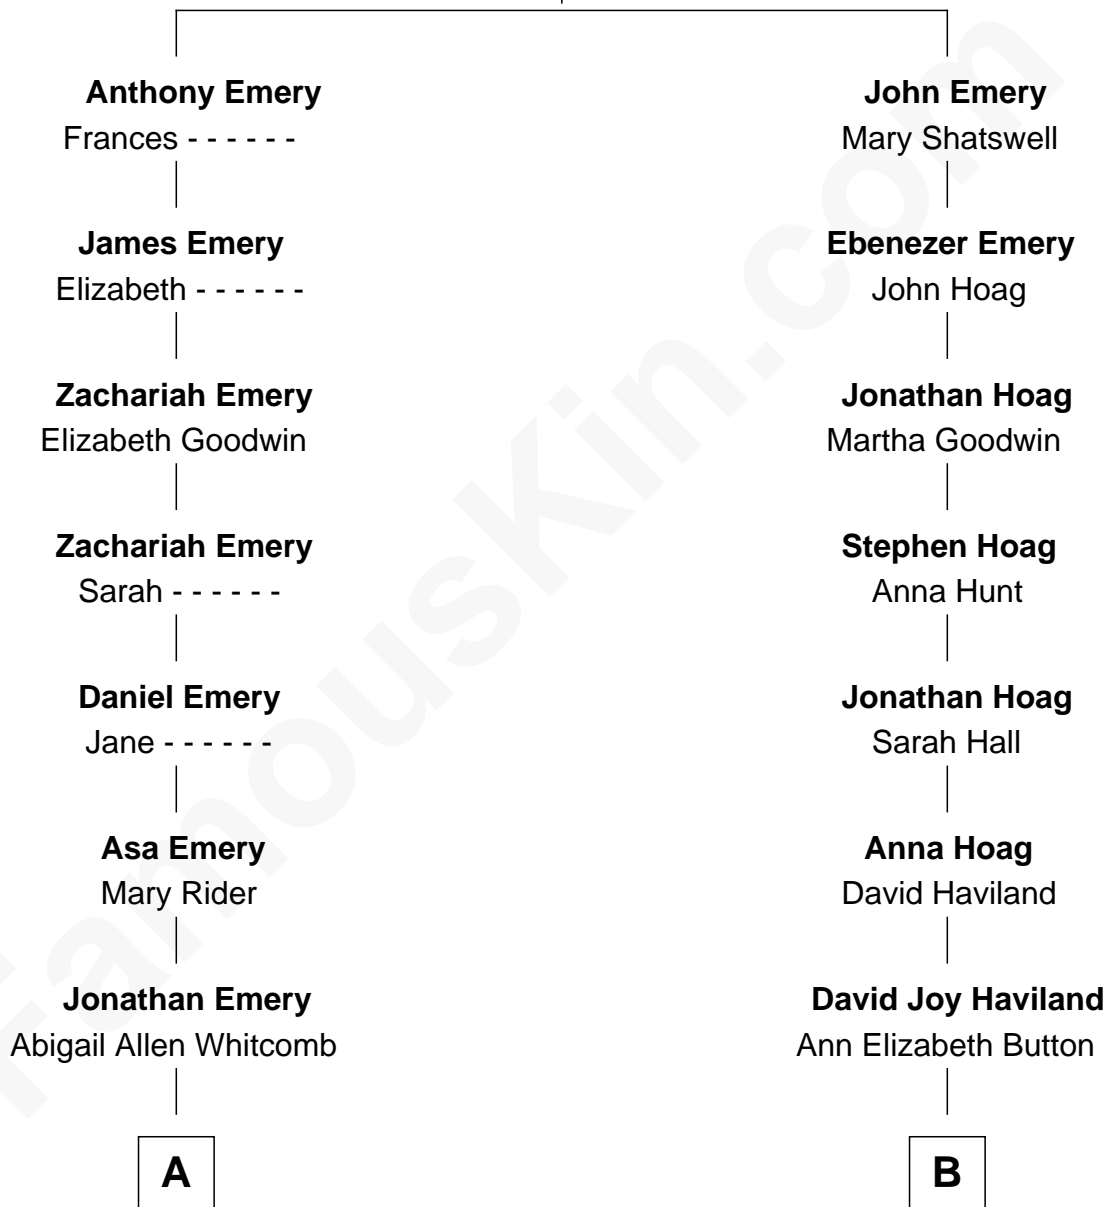 Anthony Emery
Frances - - - - - -
John Emery
Mary Shatswell
James Emery
Elizabeth - - - - - -
Ebenezer Emery
John Hoag
Zachariah Emery
Elizabeth Goodwin
Jonathan Hoag
Martha Goodwin
Zachariah Emery
Sarah - - - - - -
Stephen Hoag
Anna Hunt
Daniel Emery
Jane - - - - - -
Jonathan Hoag
Sarah Hall
Asa Emery
Mary Rider
Anna Hoag
David Haviland
Jonathan Emery
Abigail Allen Whitcomb
David Joy Haviland
Ann Elizabeth Button
A
B
FamousKin.com